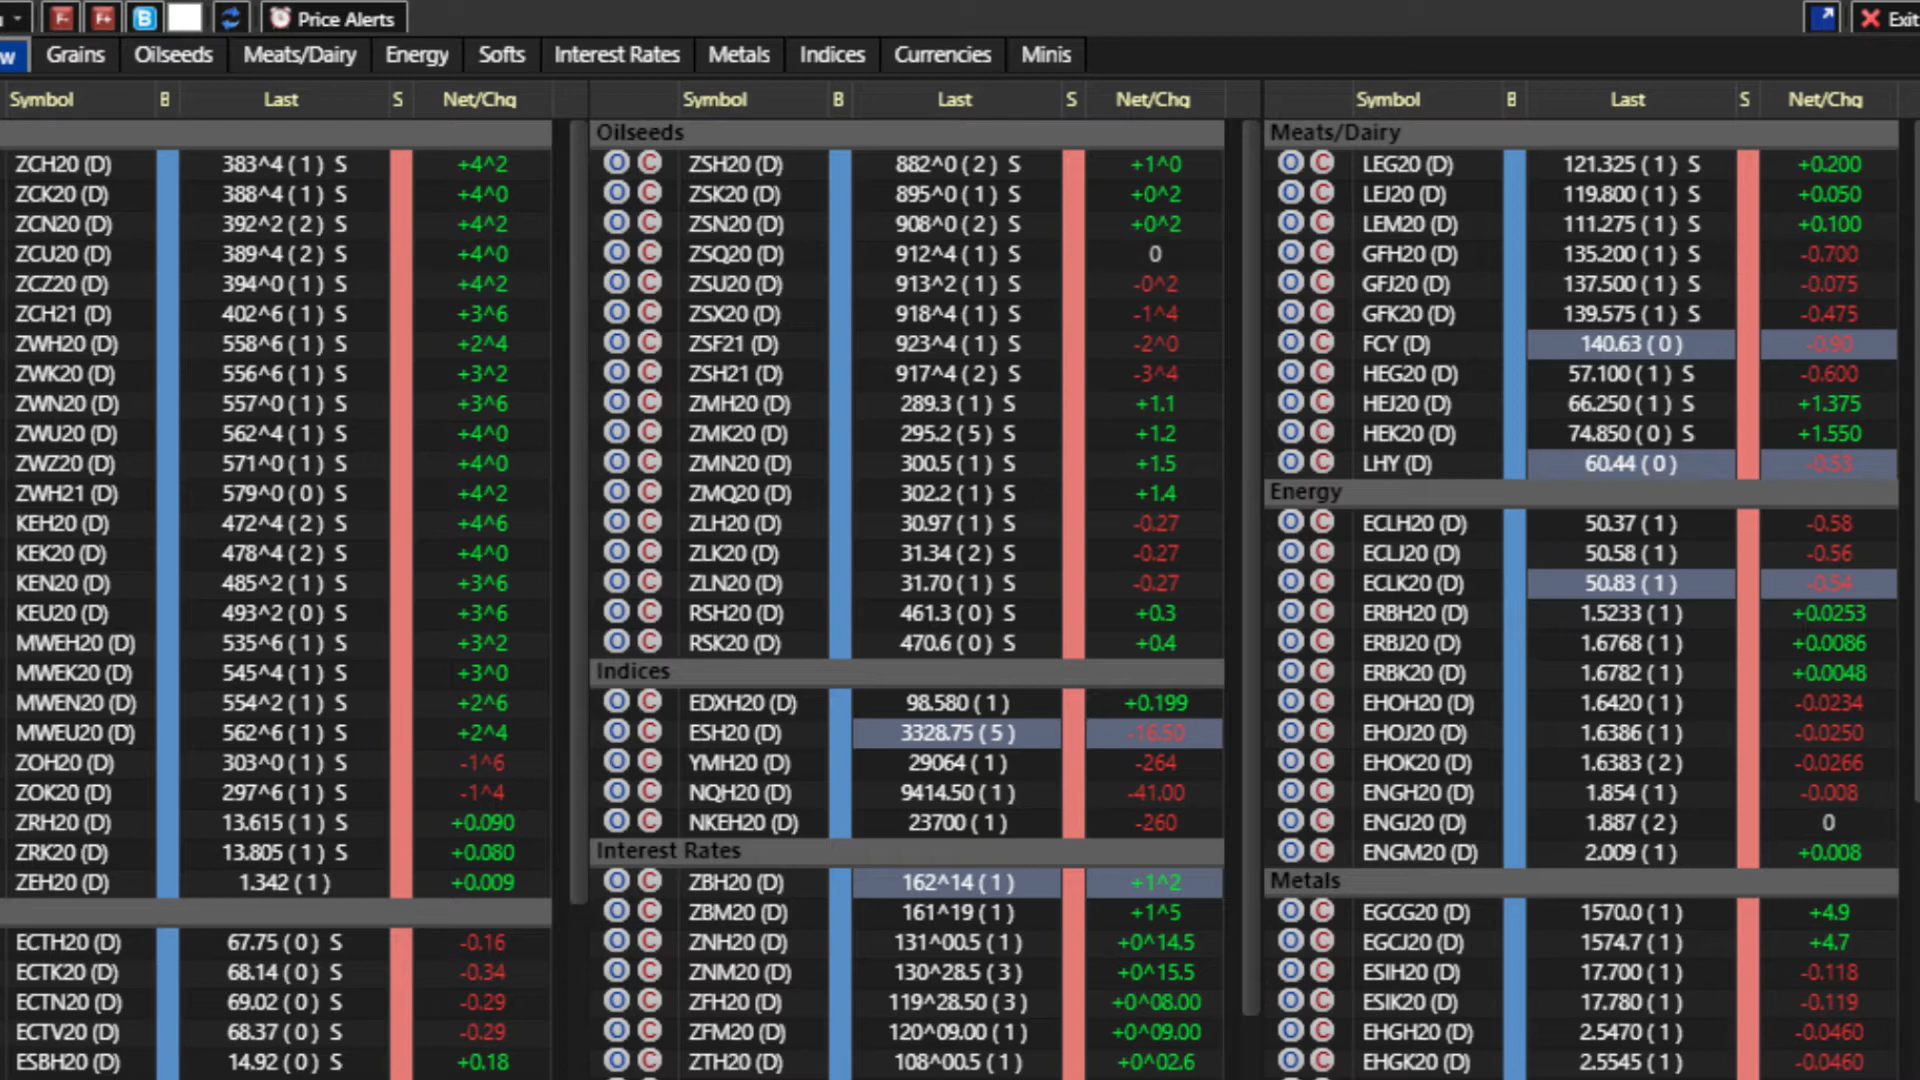 F- F+ B Price Alerts Exit
w Grains Oilseeds Meats/Dairy Energy Softs Interest Rates Metals Indices Currencies Minis
Symbol B Last S Net/Chg
ZCH20 (D) 383^4 ( 1 ) S +4^2
ZCK20 (D) 388^4 ( 1 ) S +4^0
ZCN20 (D) 392^2 ( 2 ) S +4^2
ZCU20 (D) 389^4 ( 2 ) S +4^0
ZCZ20 (D) 394^0 ( 1 ) S +4^2
ZCH21 (D) 402^6 ( 1 ) S +3^6
ZWH20 (D) 558^6 ( 1 ) S +2^4
ZWK20 (D) 556^6 ( 1 ) S +3^2
ZWN20 (D) 557^0 ( 1 ) S +3^6
ZWU20 (D) 562^4 ( 1 ) S +4^0
ZWZ20 (D) 571^0 ( 1 ) S +4^0
ZWH21 (D) 579^0 ( 0 ) S +4^2
KEH20 (D) 472^4 ( 2 ) S +4^6
KEK20 (D) 478^4 ( 2 ) S +4^0
KEN20 (D) 485^2 ( 1 ) S +3^6
KEU20 (D) 493^2 ( 0 ) S +3^6
MWEH20 (D) 535^6 ( 1 ) S +3^2
MWEK20 (D) 545^4 ( 1 ) S +3^0
MWEN20 (D) 554^2 ( 1 ) S +2^6
MWEU20 (D) 562^6 ( 1 ) S +2^4
ZOH20 (D) 303^0 ( 1 ) S -1^6
ZOK20 (D) 297^6 ( 1 ) S -1^4
ZRH20 (D) 13.615 ( 1 ) S +0.090
ZRK20 (D) 13.805 ( 1 ) S +0.080
ZEH20 (D) 1.342 ( 1 ) +0.009
ECTH20 (D) 67.75 ( 0 ) S -0.16
ECTK20 (D) 68.14 ( 0 ) S -0.34
ECTN20 (D) 69.02 ( 0 ) S -0.29
ECTV20 (D) 68.37 ( 0 ) S -0.29
ESBH20 (D) 14.92 ( 0 ) S +0.18
Symbol B Last S Net/Chg
Oilseeds
O C ZSH20 (D) 882^0 ( 2 ) S +1^0
O C ZSK20 (D) 895^0 ( 1 ) S +0^2
O C ZSN20 (D) 908^0 ( 2 ) S +0^2
O C ZSQ20 (D) 912^4 ( 1 ) S 0
O C ZSU20 (D) 913^2 ( 1 ) S -0^2
O C ZSX20 (D) 918^4 ( 1 ) S -1^4
O C ZSF21 (D) 923^4 ( 1 ) S -2^0
O C ZSH21 (D) 917^4 ( 2 ) S -3^4
O C ZMH20 (D) 289.3 ( 1 ) S +1.1
O C ZMK20 (D) 295.2 ( 5 ) S +1.2
O C ZMN20 (D) 300.5 ( 1 ) S +1.5
O C ZMQ20 (D) 302.2 ( 1 ) S +1.4
O C ZLH20 (D) 30.97 ( 1 ) S -0.27
O C ZLK20 (D) 31.34 ( 2 ) S -0.27
O C ZLN20 (D) 31.70 ( 1 ) S -0.27
O C RSH20 (D) 461.3 ( 0 ) S +0.3
O C RSK20 (D) 470.6 ( 0 ) S +0.4
Indices
O C EDXH20 (D) 98.580 ( 1 ) +0.199
O C ESH20 (D) 3328.75 ( 5 ) -16.50
O C YMH20 (D) 29064 ( 1 ) -264
O C NQH20 (D) 9414.50 ( 1 ) -41.00
O C NKEH20 (D) 23700 ( 1 ) -260
Interest Rates
O C ZBH20 (D) 162^14 ( 1 ) +1^2
O C ZBM20 (D) 161^19 ( 1 ) +1^5
O C ZNH20 (D) 131^00.5 ( 1 ) +0^14.5
O C ZNM20 (D) 130^28.5 ( 3 ) +0^15.5
O C ZFH20 (D) 119^28.50 ( 3 ) +0^08.00
O C ZFM20 (D) 120^09.00 ( 1 ) +0^09.00
O C ZTH20 (D) 108^00.5 ( 1 ) +0^02.6
Symbol B Last S Net/Chg
Meats/Dairy
O C LEG20 (D) 121.325 ( 1 ) S +0.200
O C LEJ20 (D) 119.800 ( 1 ) S +0.050
O C LEM20 (D) 111.275 ( 1 ) S +0.100
O C GFH20 (D) 135.200 ( 1 ) S -0.700
O C GFJ20 (D) 137.500 ( 1 ) S -0.075
O C GFK20 (D) 139.575 ( 1 ) S -0.475
O C FCY (D) 140.63 ( 0 ) -0.90
O C HEG20 (D) 57.100 ( 1 ) S -0.600
O C HEJ20 (D) 66.250 ( 1 ) S +1.375
O C HEK20 (D) 74.850 ( 0 ) S +1.550
O C LHY (D) 60.44 ( 0 ) -0.53
Energy
O C ECLH20 (D) 50.37 ( 1 ) -0.58
O C ECLJ20 (D) 50.58 ( 1 ) -0.56
O C ECLK20 (D) 50.83 ( 1 ) -0.54
O C ERBH20 (D) 1.5233 ( 1 ) +0.0253
O C ERBJ20 (D) 1.6768 ( 1 ) +0.0086
O C ERBK20 (D) 1.6782 ( 1 ) +0.0048
O C EHOH20 (D) 1.6420 ( 1 ) -0.0234
O C EHOJ20 (D) 1.6386 ( 1 ) -0.0250
O C EHOK20 (D) 1.6383 ( 2 ) -0.0266
O C ENGH20 (D) 1.854 ( 1 ) -0.008
O C ENGJ20 (D) 1.887 ( 2 ) 0
O C ENGM20 (D) 2.009 ( 1 ) +0.008
Metals
O C EGCG20 (D) 1570.0 ( 1 ) +4.9
O C EGCJ20 (D) 1574.7 ( 1 ) +4.7
O C ESIH20 (D) 17.700 ( 1 ) -0.118
O C ESIK20 (D) 17.780 ( 1 ) -0.119
O C EHGH20 (D) 2.5470 ( 1 ) -0.0460
O C EHGK20 (D) 2.5545 ( 1 ) -0.0460